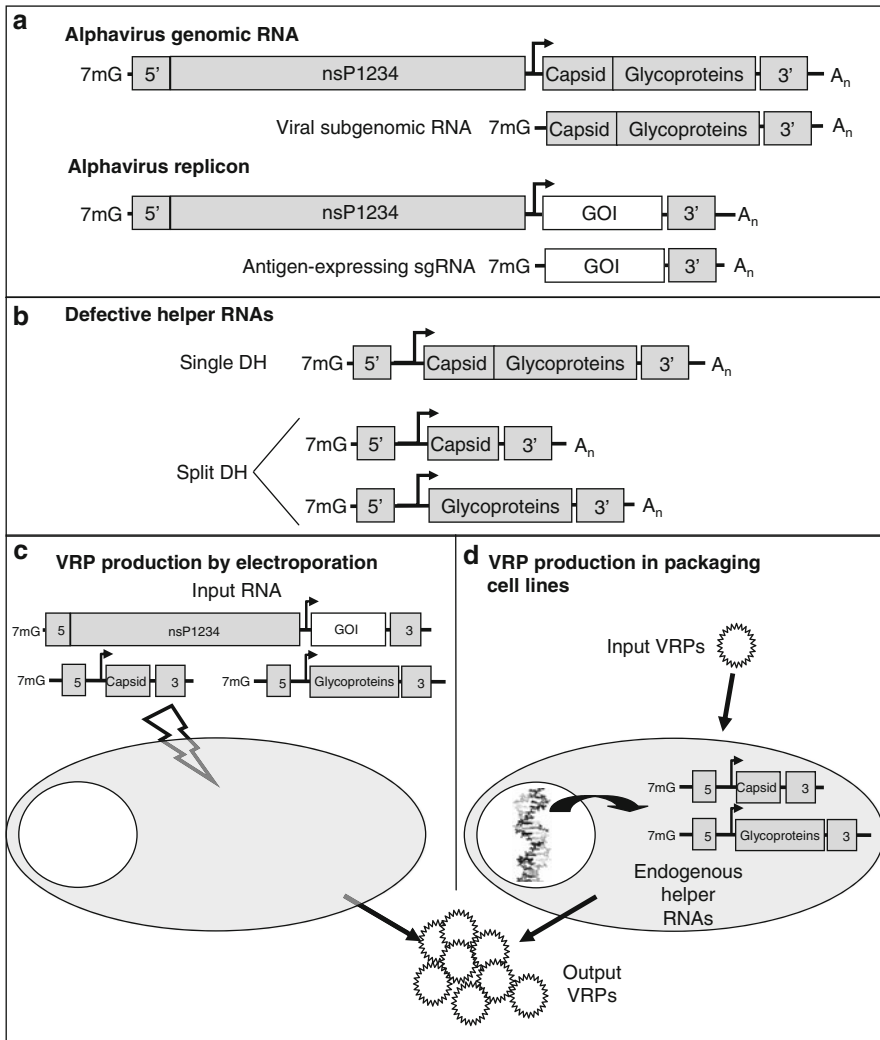 a
Alphavirus genomic RNA
7mG 5’ nsP1234 Capsid Glycoproteins 3’ An
Viral subgenomic RNA 7mG Capsid Glycoproteins 3’ An
Alphavirus replicon
7mG 5’ nsP1234 GOI 3’ An
Antigen-expressing sgRNA 7mG GOI 3’ An
b
Defective helper RNAs
Single DH 7mG 5’ Capsid Glycoproteins 3’ An
7mG 5’ Capsid 3’ An
Split DH
7mG 5’ Glycoproteins 3’ An
c
VRP production by electroporation
Input RNA
7mG 5 nsP1234 GOI 3
7mG 5 Capsid 3 7mG 5 Glycoproteins 3
d
VRP production in packaging
cell lines
Input VRPs
7mG 5 Capsid 3
7mG 5 Glycoproteins 3
Endogenous
helper
RNAs
Output
VRPs